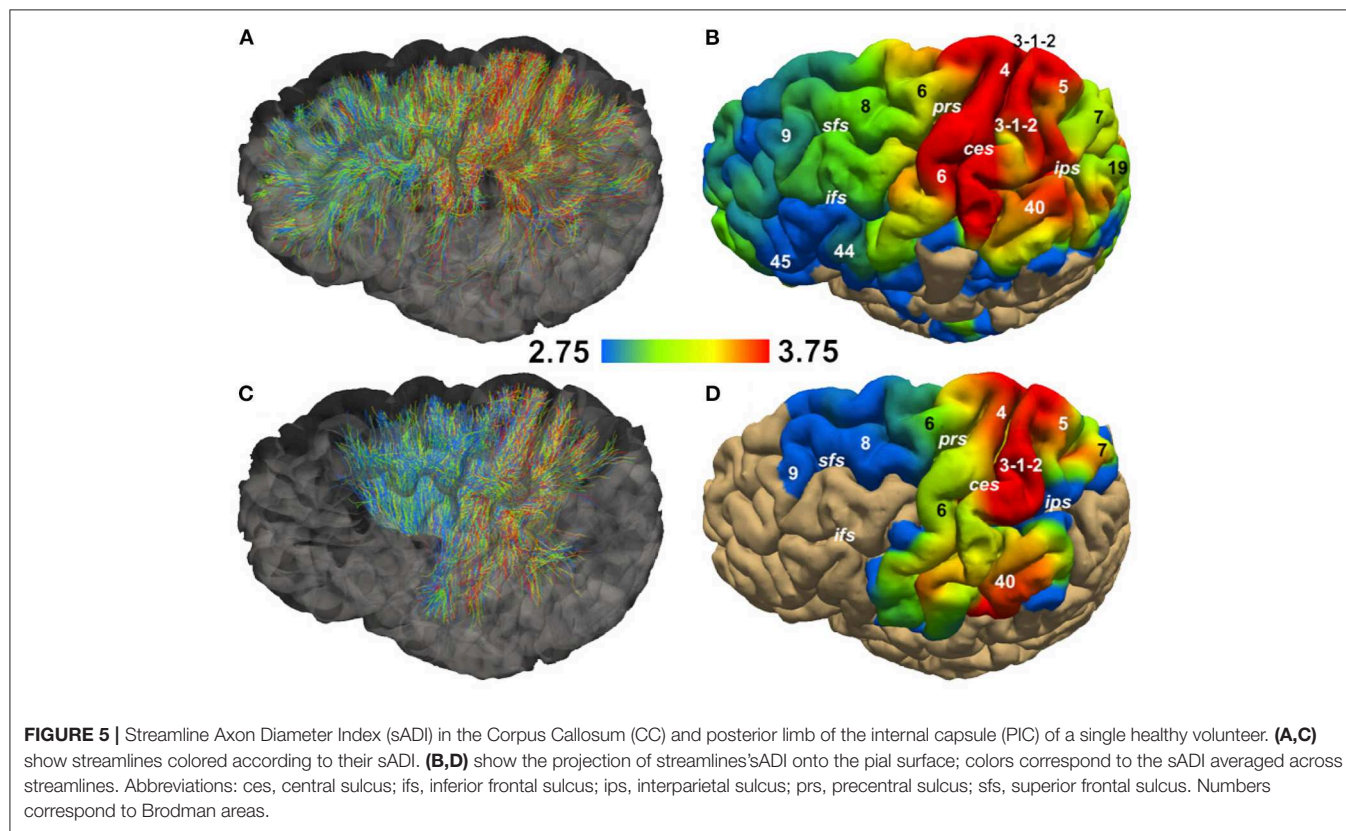 A
B
3-1-2
4
5
6
8
prs
7
9
sfs
3-1-2
ces
ips
19
6
ifs
40
45
44
2.75
3.75
C
D
4
5
6
prs
7
8
9
sfs
3-1-2
ces
ips
6
ifs
40
FIGURE 5 | Streamline Axon Diameter Index (sADI) in the Corpus Callosum (CC) and posterior limb of the internal capsule (PIC) of a single healthy volunteer. (A,C)
show streamlines colored according to their sADI. (B,D) show the projection of streamlines'sADI onto the pial surface; colors correspond to the sADI averaged across
streamlines. Abbreviations: ces, central sulcus; ifs, inferior frontal sulcus; ips, interparietal sulcus; prs, precentral sulcus; sfs, superior frontal sulcus. Numbers
correspond to Brodman areas.